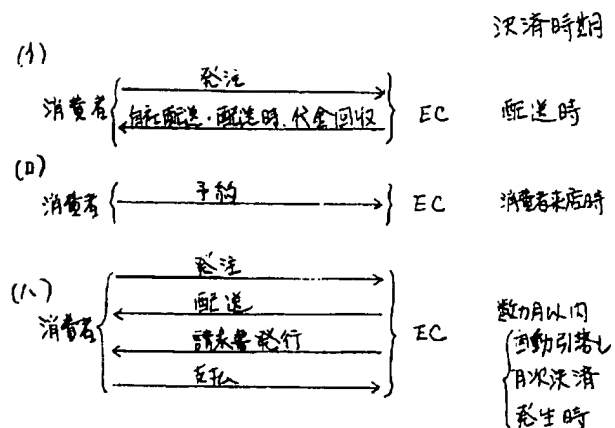 決済時期
(イ)
発注
消費者 自社配送・配送時、代金回収 EC 配送時
(ロ)
消費者 予約 EC 消費者来店時
(ハ)
発注
配送
消費者 EC 数ヵ月以内
請求書発行 自動引落し
支払 月次決済
発生時